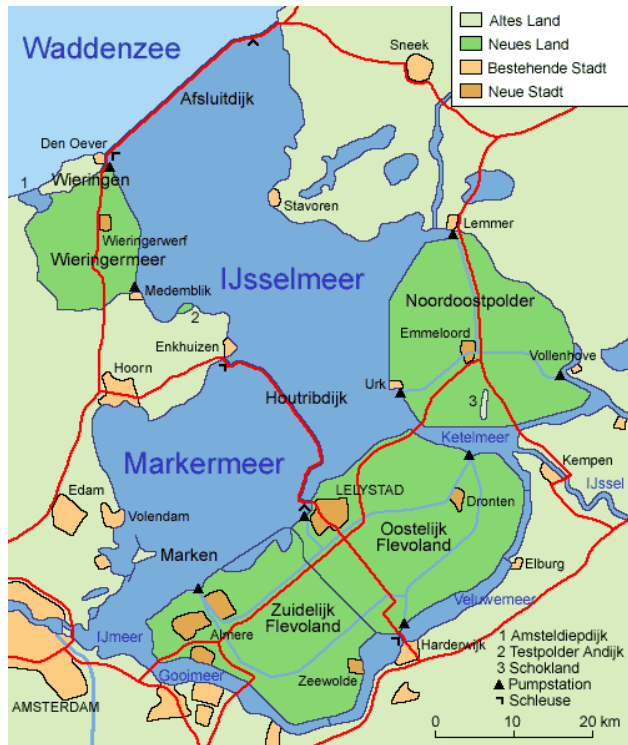 Waddenzee
Altes Land
Neues Land
Bestehende Stadt
Neue Stadt
Sneek
Afsluitdijk
Den Oever
Wieringen
1
Stavoren
Lemmer
Wieringerwerf
Wieringermeer
IJsselmeer
Medemblik
Noordoostpolder
2
Emmeloord
Enkhuizen
Vollenhove
Hoorn
Urk
Houtribdijk
3
Ketelmeer
Markermeer
Kempen
IJssel
LELYSTAD
Edam
Dronten
Volendam
Oostelijk
Flevoland
Marken
Elburg
Zuidelijk
Flevoland
Veluwemeer
IJmeer
Almere
Harderwijk
Gooimeer
Zeewolde
AMSTERDAM
1 Amsteldiepdijk
2 Testpolder Andijk
3 Schokland
Pumpstation
Schleuse
0 10 20 km